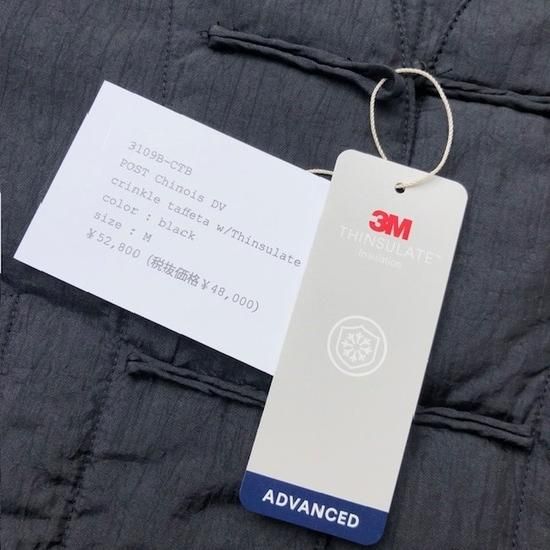 3109B-CTB
POST Chinois DV
crinkle taffeta w/Thinsulate
color : black
size : M
￥52,800 (税抜価格￥48,000)
3M
THINSULATE™
Insulation
ADVANCED